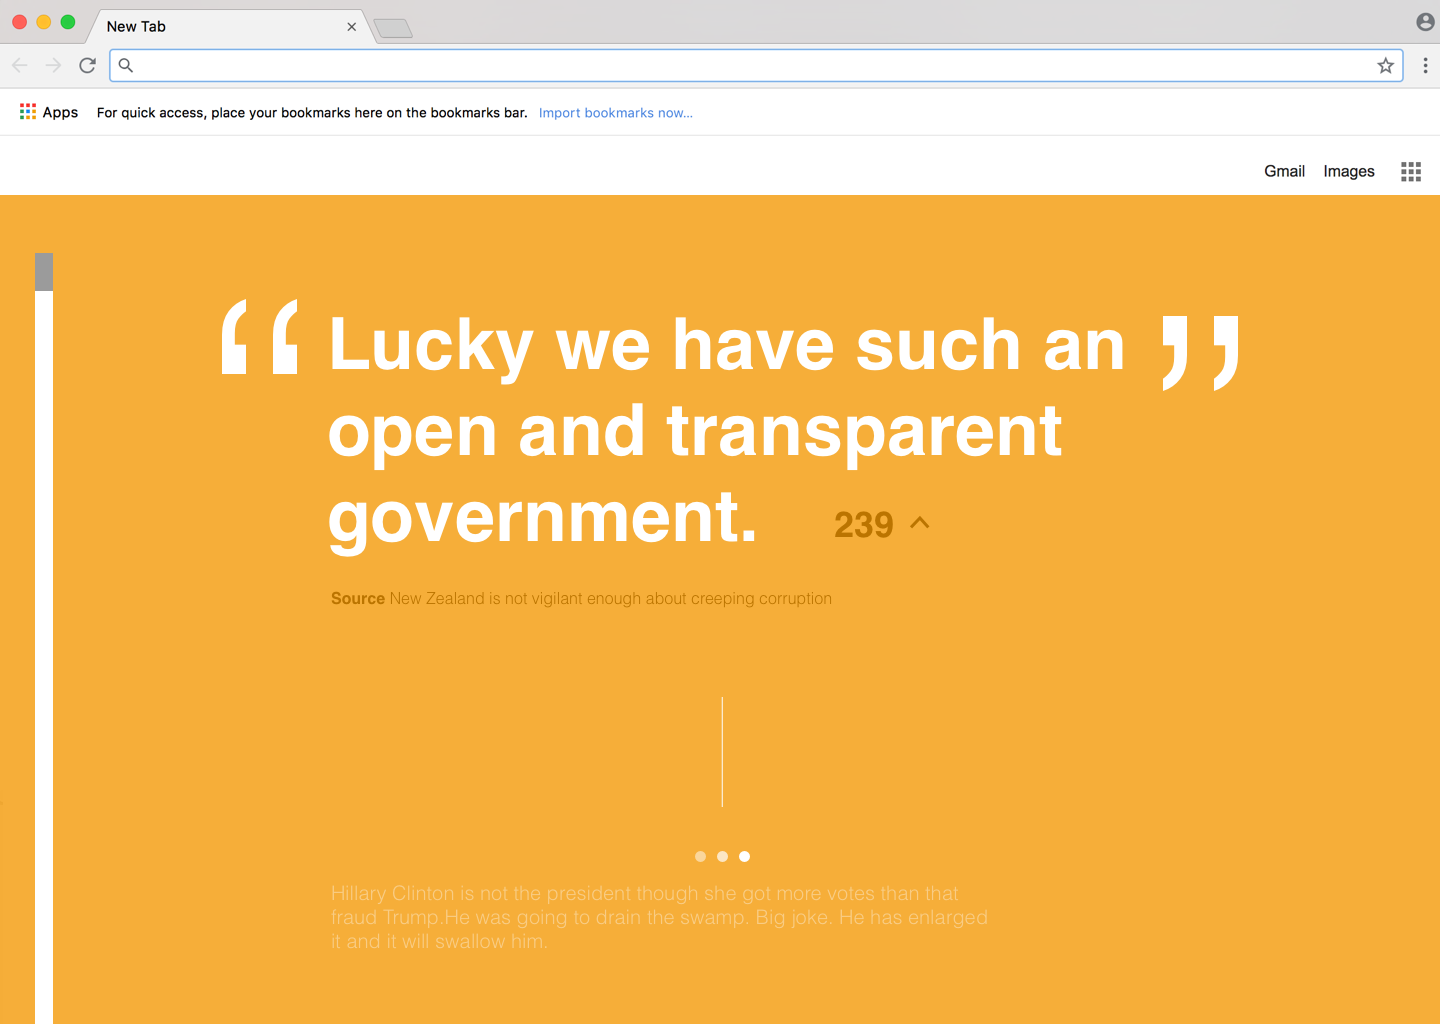 New Tab
Apps For quick access, place your bookmarks here on the bookmarks bar. Import bookmarks now...
Gmail Images
“ Lucky we have such an ”
open and transparent
government. 239
Source New Zealand is not vigilant enough about creeping corruption
Hillary Clinton is not the president though she got more votes than that
fraud Trump.He was going to drain the swamp. Big joke. He has enlarged
it and it will swallow him.